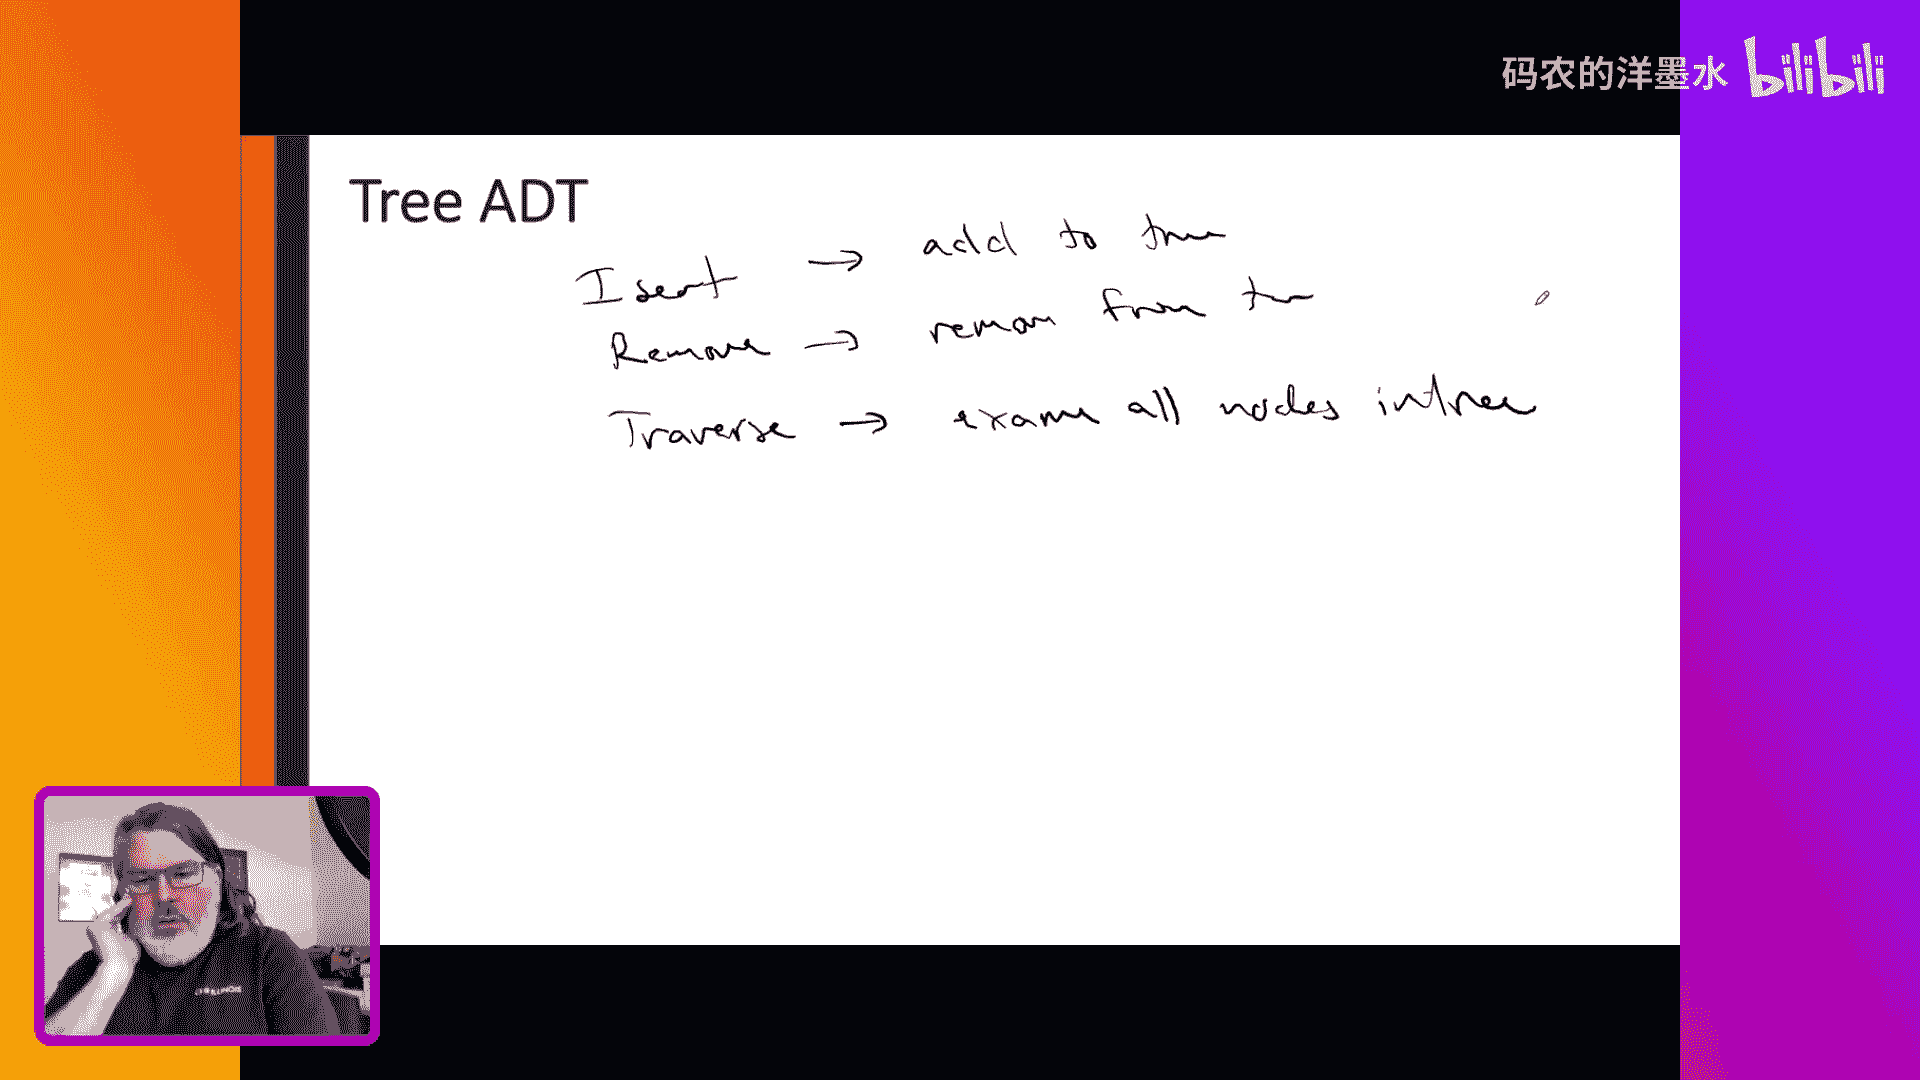 码农的洋墨水 bilibili
Tree ADT
Isert → add to tree
Remove → remove from tree
Traverse → examine all nodes in tree